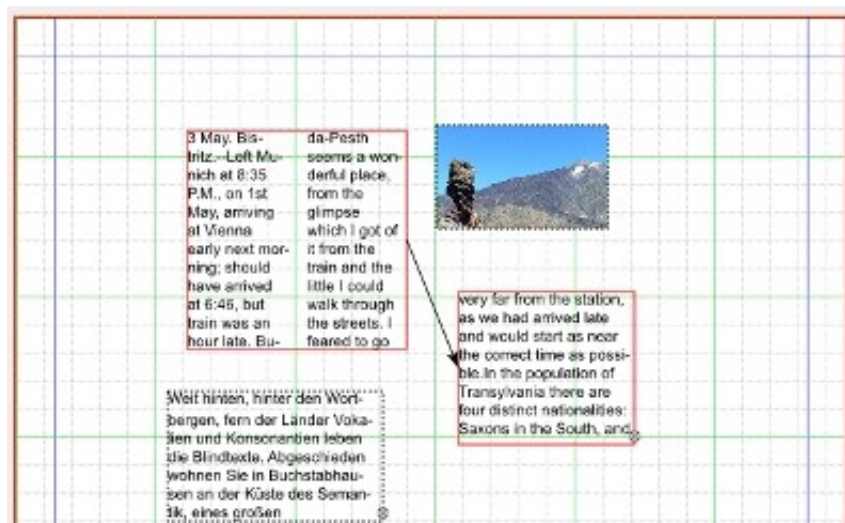 3 May. Bis-
tritz.--Left Mu-
nich at 8:35
P.M., on 1st
May, arriving
at Vienna
early next mor-
ning; should
have arrived
at 6:46, but
train was an
hour late. Bu-
da-Pesth
seems a won-
derful place,
from the
glimpse
which I got of
it from the
train and the
little I could
walk through
the streets. I
feared to go
very far from the station,
as we had arrived late
and would start as near
the correct time as possi-
ble.In the population of
Transylvania there are
four distinct nationalities:
Saxons in the South, and
Weit hinten, hinter den Wort-
bergen, fern der Länder Voka-
lien und Konsonantien leben
die Blindtexte. Abgeschieden
wohnen Sie in Buchstabhau-
sen an der Küste des Seman-
tik, eines großen